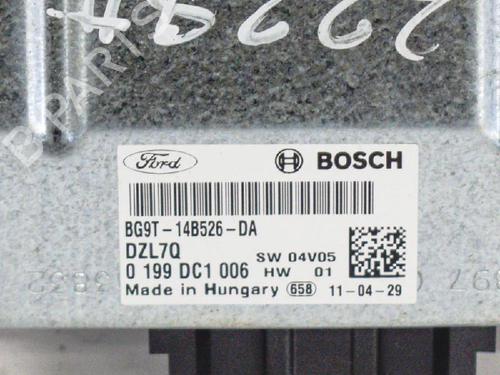 Ford BOSCH
BG9T-14B526-DA
DZL7Q SW 04V05
0 199 DC1 006 HW 01
Made in Hungary 658 11-04-29
B PARTS